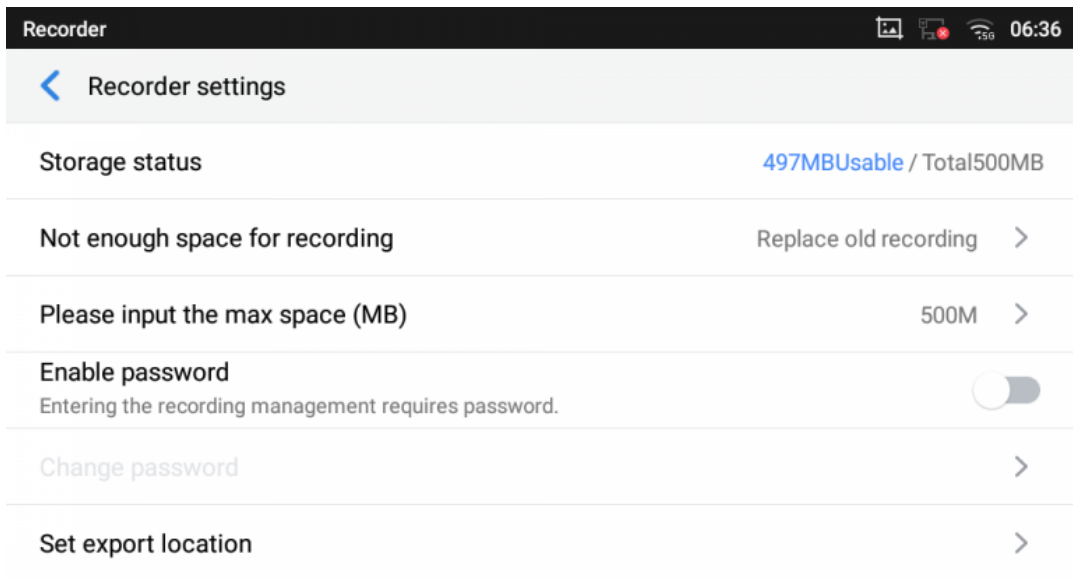 Recorder 5G 06:36
Recorder settings
Storage status 497MBUsable / Total500MB
Not enough space for recording Replace old recording
Please input the max space (MB) 500M
Enable password
Entering the recording management requires password.
Change password
Set export location